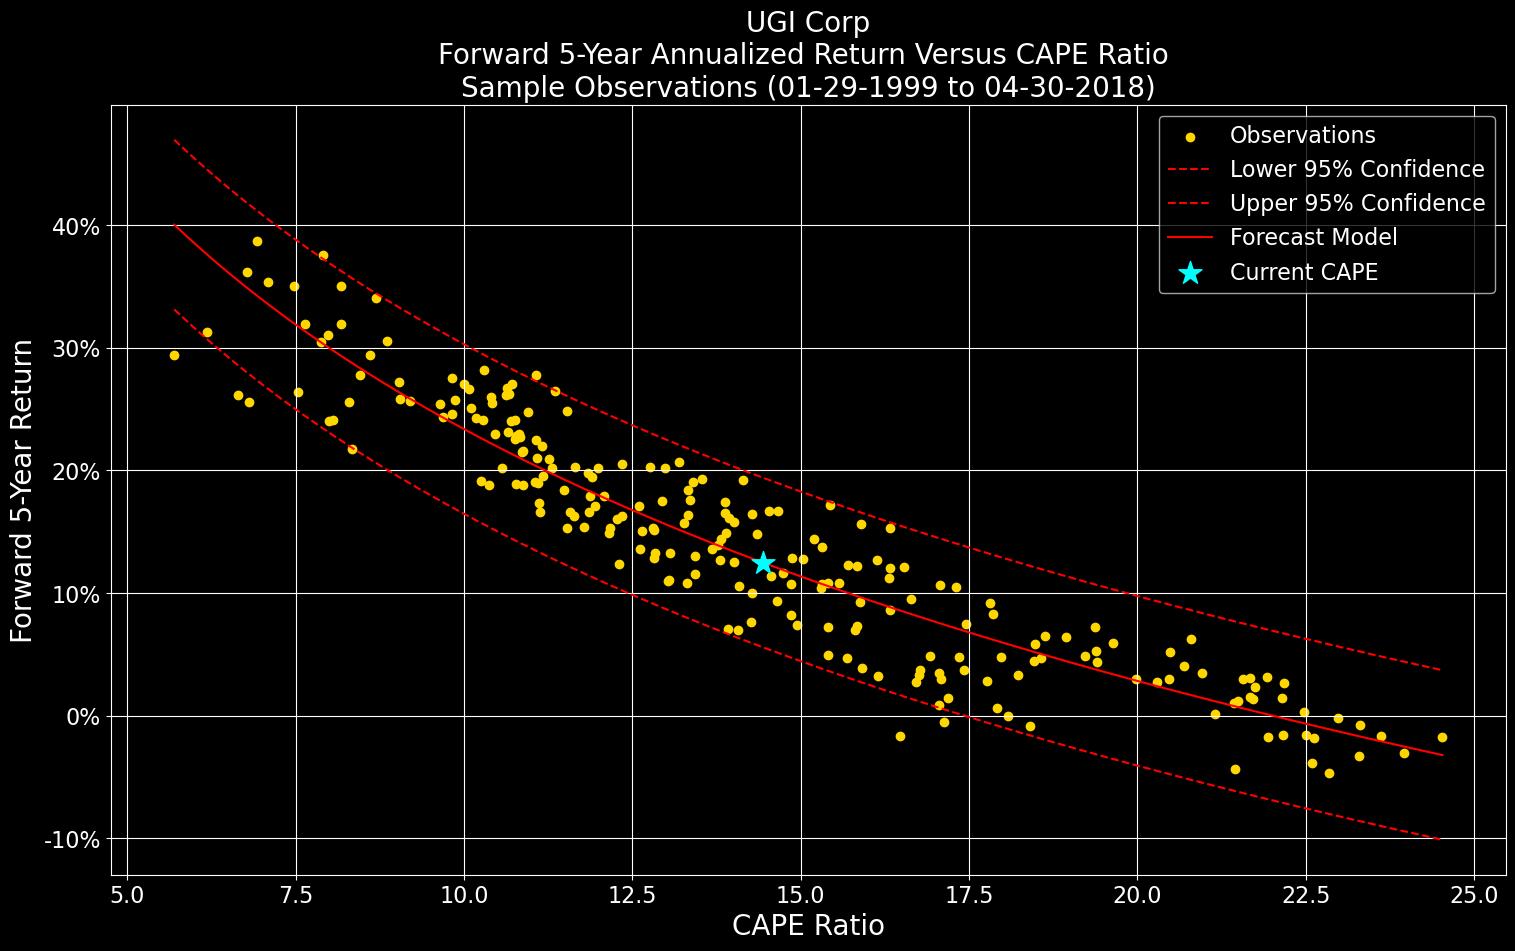 UGI Corp
Forward 5-Year Annualized Return Versus CAPE Ratio
Sample Observations (01-29-1999 to 04-30-2018)
Observations
Lower 95% Confidence
Upper 95% Confidence
Forecast Model
Current CAPE
Forward 5-Year Return
40%
30%
20%
10%
0%
-10%
5.0 7.5 10.0 12.5 15.0 17.5 20.0 22.5 25.0
CAPE Ratio